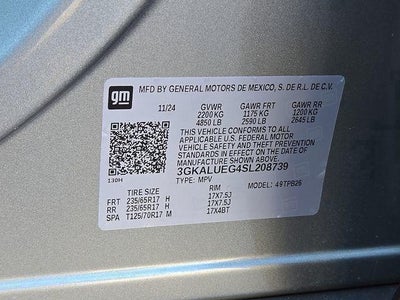 gm
MFD BY GENERAL MOTORS DE MEXICO, S. DE R.L. DE C.V.
11/24 GVWR GAWR FRT GAWR RR
2200KG 1175 KG 1200 KG
4850 LB 2590 LB 2645 LB
THIS VEHICLE CONFORMS TO ALL
APPLICABLE U.S. FEDERAL MOTOR
VEHICLE SAFETY AND THEFT PREVENTION
STANDARDS IN EFFECT ON THE DATE OF
MANUFACTURE SHOWN ABOVE.
3GKALUEG4SL208739
TYPE: MPV MODEL: 49TPB26
130H
TIRE SIZE RIM
FRT 235/65R17 H 17X7.5J
RR 235/65R17 H 17X7.5J
SPA T125/70R17 M 17X4BT